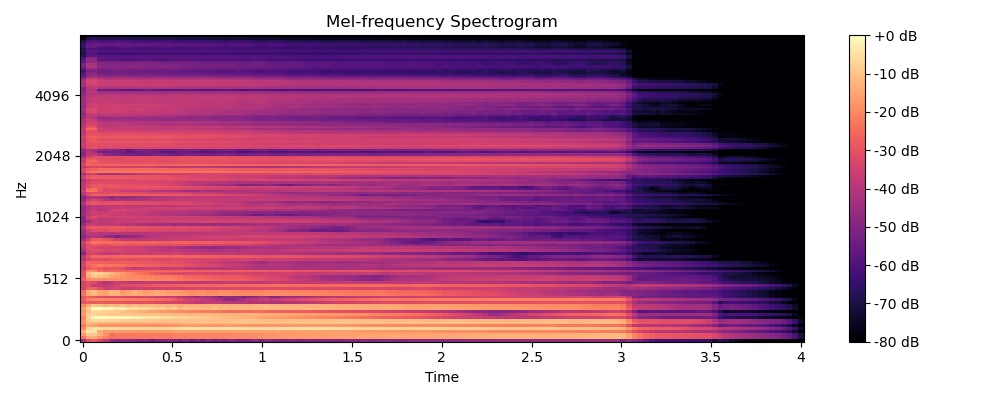 Mel-frequency Spectrogram
Hz
4096
2048
1024
512
0
0
0.5
1
1.5
2
2.5
3
3.5
4
Time
+0 dB
-10 dB
-20 dB
-30 dB
-40 dB
-50 dB
-60 dB
-70 dB
-80 dB